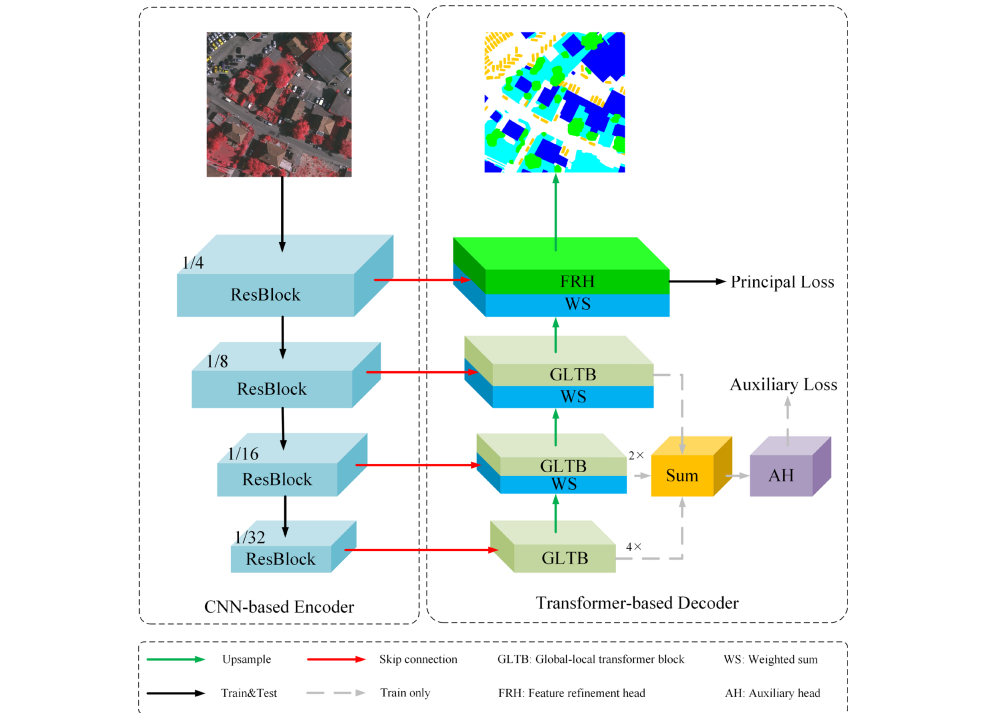 1/4
ResBlock
FRH
WS
Principal Loss
1/8
ResBlock
GLTB
WS
Auxiliary Loss
1/16
ResBlock
GLTB
WS
2×
Sum
AH
1/32
ResBlock
GLTB
4×
CNN-based Encoder
Transformer-based Decoder
Upsample
Skip connection
GLTB: Global-local transformer block
WS: Weighted sum
Train&Test
Train only
FRH: Feature refinement head
AH: Auxiliary head